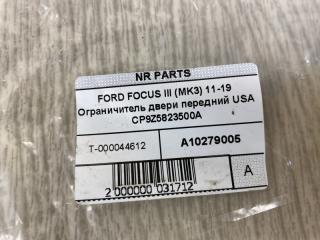 NR PARTS
FORD FOCUS III (MK3) 11-19
Ограничитель двери передний USA
CP9Z5823500A
T-000044612
A10279005
2 000000 031712
A